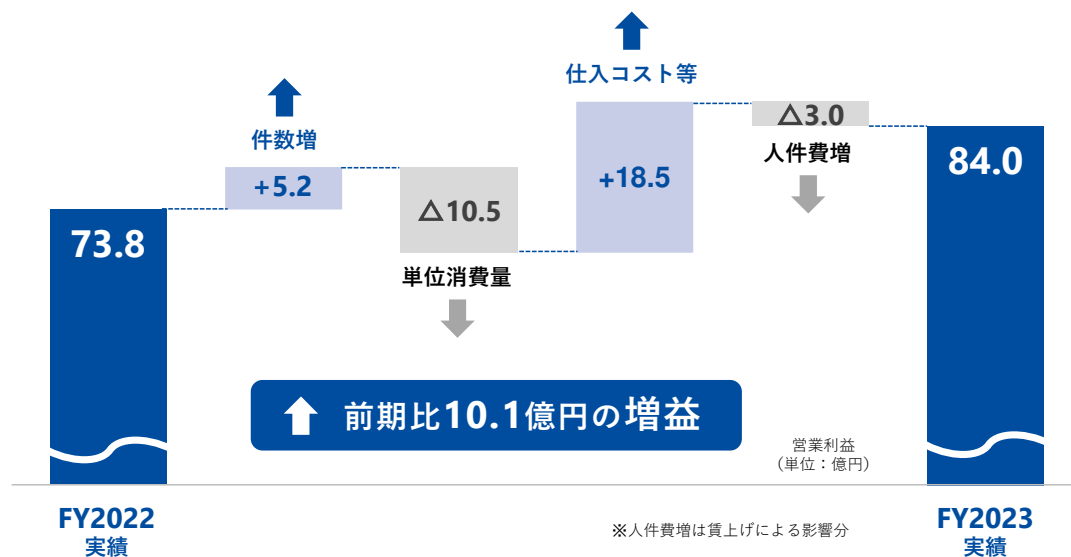 仕入コスト等
件数増
+5.2
△10.5
単位消費量
+18.5
△3.0
人件費増
73.8
84.0
前期比10.1億円の増益
営業利益
（単位：億円）
FY2022
実績
※人件費増は賃上げによる影響分
FY2023
実績